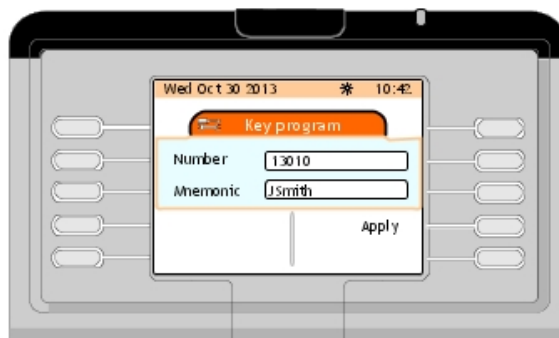 Wed Oct 30 2013 10:42
Key program
Number 13010
Mnemonic JSmith
Apply